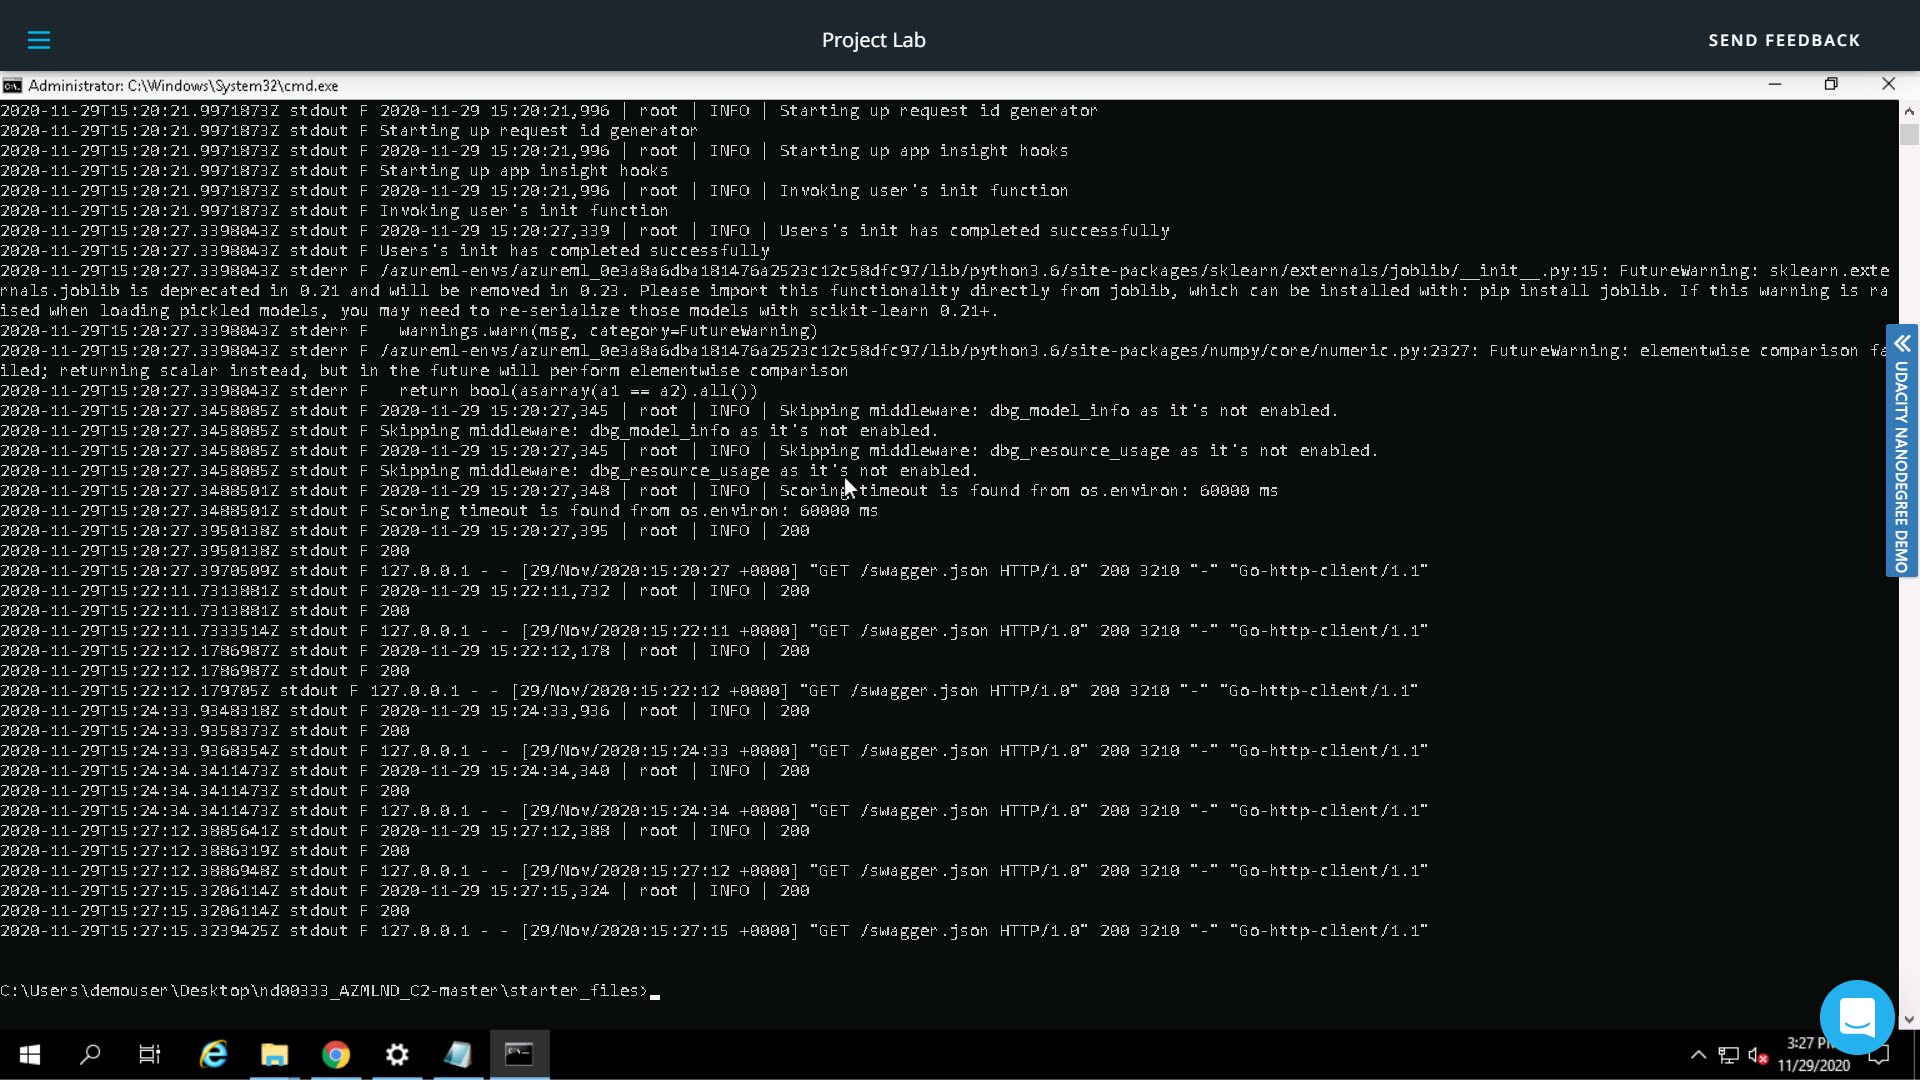 Project Lab
SEND FEEDBACK
Administrator: C:\Windows\System32\cmd.exe
2020-11-29T15:20:21.9971873Z stdout F 2020-11-29 15:20:21,996 | root | INFO | Starting up request id generator
2020-11-29T15:20:21.9971873Z stdout F Starting up request id generator
2020-11-29T15:20:21.9971873Z stdout F 2020-11-29 15:20:21,996 | root | INFO | Starting up app insight hooks
2020-11-29T15:20:21.9971873Z stdout F Starting up app insight hooks
2020-11-29T15:20:21.9971873Z stdout F 2020-11-29 15:20:21,996 | root | INFO | Invoking user's init function
2020-11-29T15:20:21.9971873Z stdout F Invoking user's init function
2020-11-29T15:20:27.3398043Z stdout F 2020-11-29 15:20:27,339 | root | INFO | Users's init has completed successfully
2020-11-29T15:20:27.3398043Z stdout F Users's init has completed successfully
2020-11-29T15:20:27.3398043Z stderr F /azureml-envs/azureml_0e3a8a6dba181476a2523c12c58dfc97/lib/python3.6/site-packages/sklearn/externals/joblib/__init__.py:15: FutureWarning: sklearn.exte
rnals.joblib is deprecated in 0.21 and will be removed in 0.23. Please import this functionality directly from joblib, which can be installed with: pip install joblib. If this warning is ra
ised when loading pickled models, you may need to re-serialize those models with scikit-learn 0.21+.
2020-11-29T15:20:27.3398043Z stderr F   warnings.warn(msg, category=FutureWarning)
2020-11-29T15:20:27.3398043Z stderr F /azureml-envs/azureml_0e3a8a6dba181476a2523c12c58dfc97/lib/python3.6/site-packages/numpy/core/numeric.py:2327: FutureWarning: elementwise comparison fa
iled; returning scalar instead, but in the future will perform elementwise comparison
2020-11-29T15:20:27.3398043Z stderr F   return bool(asarray(a1 == a2).all())
2020-11-29T15:20:27.3458085Z stdout F 2020-11-29 15:20:27,345 | root | INFO | Skipping middleware: dbg_model_info as it's not enabled.
2020-11-29T15:20:27.3458085Z stdout F Skipping middleware: dbg_model_info as it's not enabled.
2020-11-29T15:20:27.3458085Z stdout F 2020-11-29 15:20:27,345 | root | INFO | Skipping middleware: dbg_resource_usage as it's not enabled.
2020-11-29T15:20:27.3458085Z stdout F Skipping middleware: dbg_resource_usage as it's not enabled.
2020-11-29T15:20:27.3488501Z stdout F 2020-11-29 15:20:27,348 | root | INFO | Scoring timeout is found from os.environ: 60000 ms
2020-11-29T15:20:27.3488501Z stdout F Scoring timeout is found from os.environ: 60000 ms
2020-11-29T15:20:27.3950138Z stdout F 2020-11-29 15:20:27,395 | root | INFO | 200
2020-11-29T15:20:27.3950138Z stdout F 200
2020-11-29T15:20:27.3970509Z stdout F 127.0.0.1 - - [29/Nov/2020:15:20:27 +0000] "GET /swagger.json HTTP/1.0" 200 3210 "-" "Go-http-client/1.1"
2020-11-29T15:22:11.7313881Z stdout F 2020-11-29 15:22:11,732 | root | INFO | 200
2020-11-29T15:22:11.7313881Z stdout F 200
2020-11-29T15:22:11.7333514Z stdout F 127.0.0.1 - - [29/Nov/2020:15:22:11 +0000] "GET /swagger.json HTTP/1.0" 200 3210 "-" "Go-http-client/1.1"
2020-11-29T15:22:12.1786987Z stdout F 2020-11-29 15:22:12,178 | root | INFO | 200
2020-11-29T15:22:12.1786987Z stdout F 200
2020-11-29T15:22:12.179705Z stdout F 127.0.0.1 - - [29/Nov/2020:15:22:12 +0000] "GET /swagger.json HTTP/1.0" 200 3210 "-" "Go-http-client/1.1"
2020-11-29T15:24:33.9348318Z stdout F 2020-11-29 15:24:33,936 | root | INFO | 200
2020-11-29T15:24:33.9358373Z stdout F 200
2020-11-29T15:24:33.9368354Z stdout F 127.0.0.1 - - [29/Nov/2020:15:24:33 +0000] "GET /swagger.json HTTP/1.0" 200 3210 "-" "Go-http-client/1.1"
2020-11-29T15:24:34.3411473Z stdout F 2020-11-29 15:24:34,340 | root | INFO | 200
2020-11-29T15:24:34.3411473Z stdout F 200
2020-11-29T15:24:34.3411473Z stdout F 127.0.0.1 - - [29/Nov/2020:15:24:34 +0000] "GET /swagger.json HTTP/1.0" 200 3210 "-" "Go-http-client/1.1"
2020-11-29T15:27:12.3885641Z stdout F 2020-11-29 15:27:12,388 | root | INFO | 200
2020-11-29T15:27:12.3886319Z stdout F 200
2020-11-29T15:27:12.3886948Z stdout F 127.0.0.1 - - [29/Nov/2020:15:27:12 +0000] "GET /swagger.json HTTP/1.0" 200 3210 "-" "Go-http-client/1.1"
2020-11-29T15:27:15.3206114Z stdout F 2020-11-29 15:27:15,324 | root | INFO | 200
2020-11-29T15:27:15.3206114Z stdout F 200
2020-11-29T15:27:15.3239425Z stdout F 127.0.0.1 - - [29/Nov/2020:15:27:15 +0000] "GET /swagger.json HTTP/1.0" 200 3210 "-" "Go-http-client/1.1"
C:\Users\demouser\Desktop\nd00333_AZMLND_C2-master\starter_files>
UDACITY NANODEGREE DEMO
3:27 P
11/29/2020